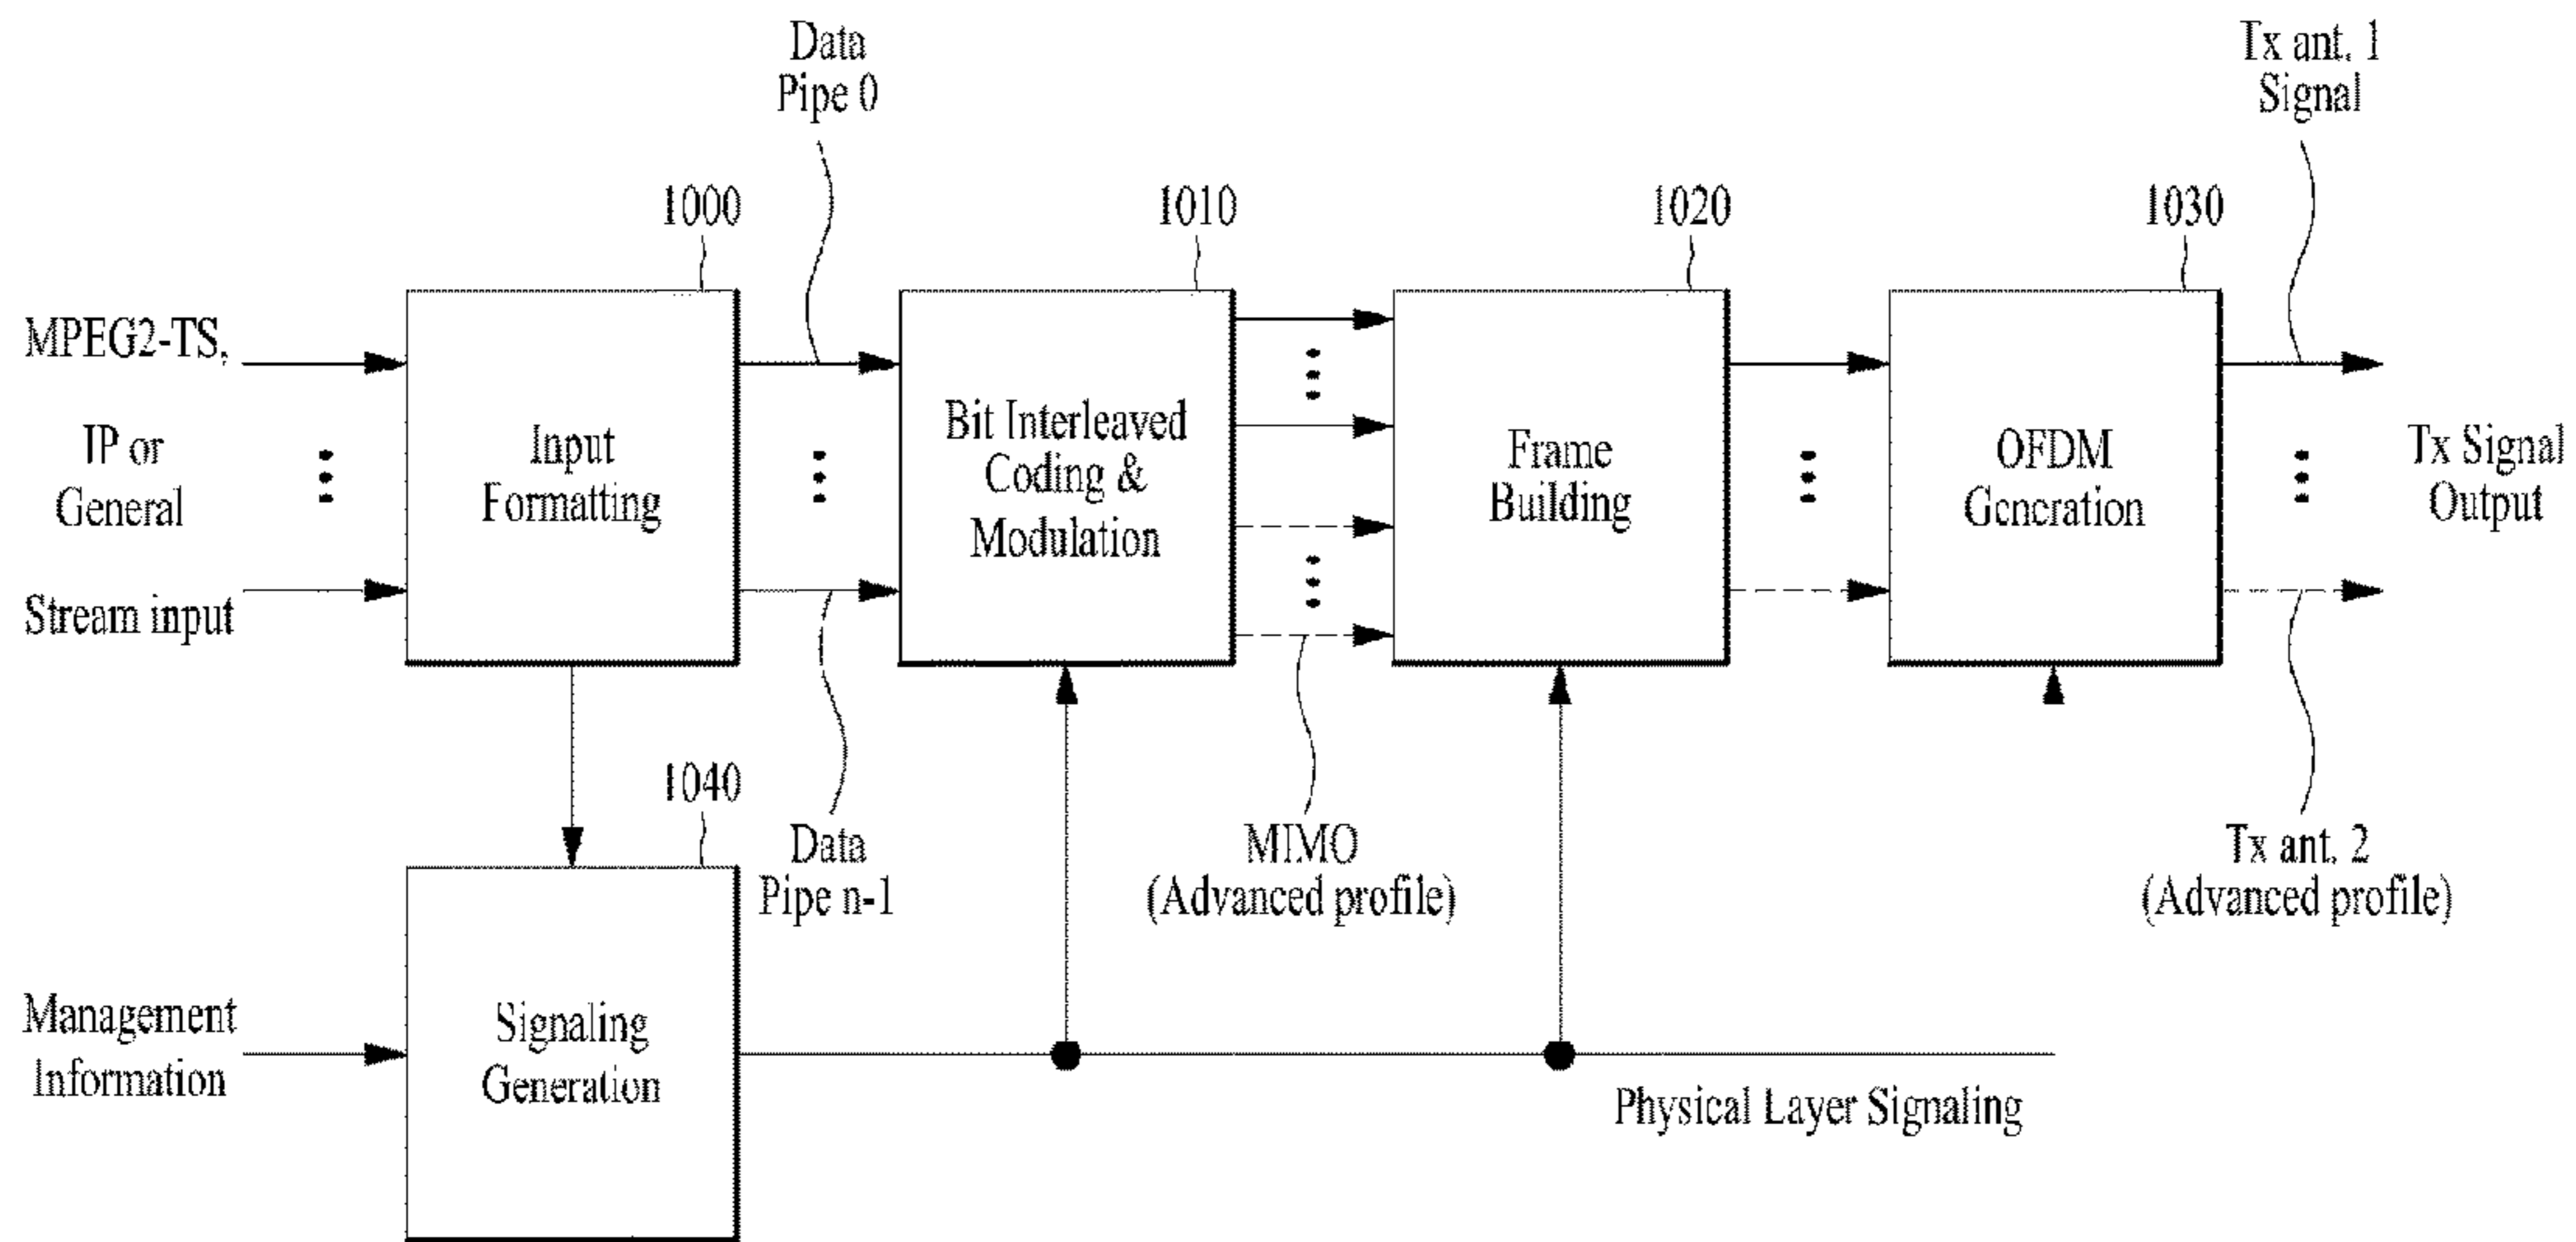 Data
Pipe 0
Tx ant. 1
Signal
1000
1010
1020
1030
MPEG2-TS,
IP or
General
Stream input
Input
Formatting
Bit Interleaved
Coding &
Modulation
Frame
Building
OFDM
Generation
Tx Signal
Output
1040
Data
Pipe n-1
MIMO
(Advanced profile)
Tx ant. 2
(Advanced profile)
Management
Information
Signaling
Generation
Physical Layer Signaling